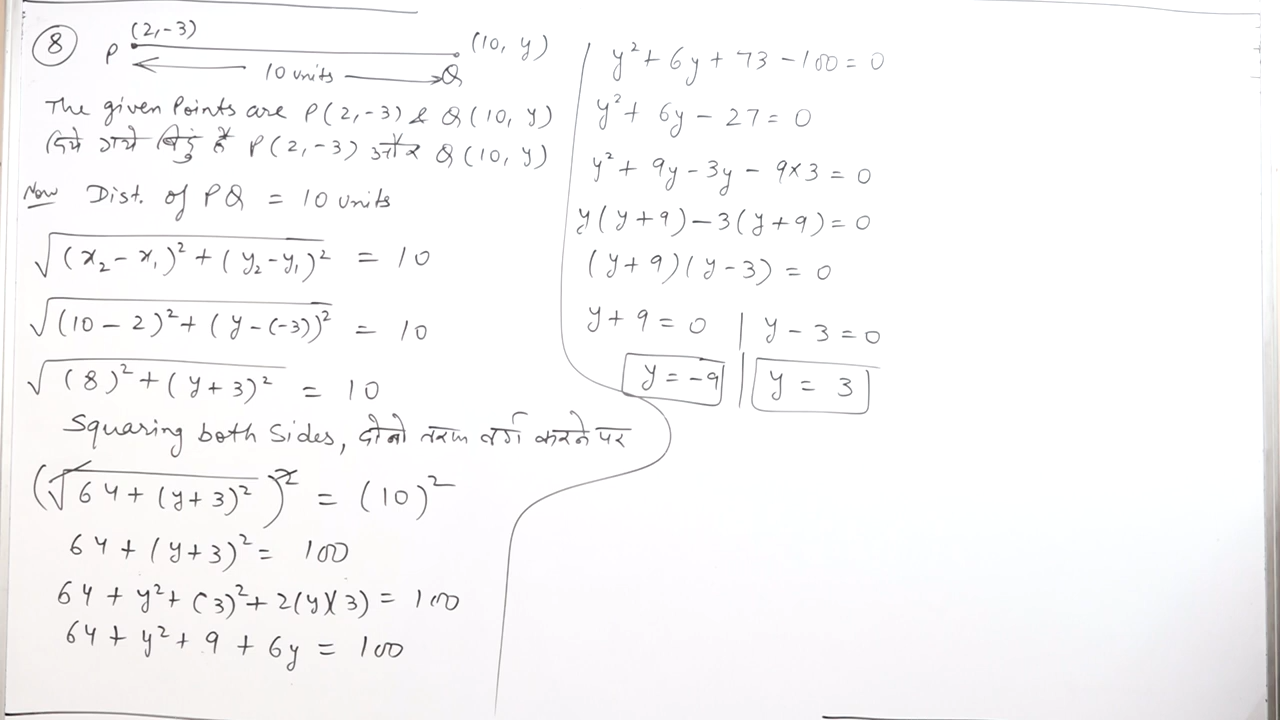 8
(2,-3)
P (10, y)
10 units Q
The given Points are P(2,-3) & Q(10, y)
दिये गये बिंदु हैं P(2,-3) और Q(10, y)
Now Dist. of PQ = 10 units
√((x₂ - x₁)² + (y₂ - y₁)²) = 10
√((10 - 2)² + (y - (-3))²) = 10
√((8)² + (y + 3)²) = 10
Squaring both Sides, दोनो तरफ वर्ग करने पर
(√(64 + (y + 3)²))² = (10)²
64 + (y + 3)² = 100
64 + y² + (3)² + 2(y)(3) = 100
64 + y² + 9 + 6y = 100
y² + 6y + 73 - 100 = 0
y² + 6y - 27 = 0
y² + 9y - 3y - 9×3 = 0
y(y + 9) - 3(y + 9) = 0
(y + 9)(y - 3) = 0
y + 9 = 0 | y - 3 = 0
y = -9 | y = 3